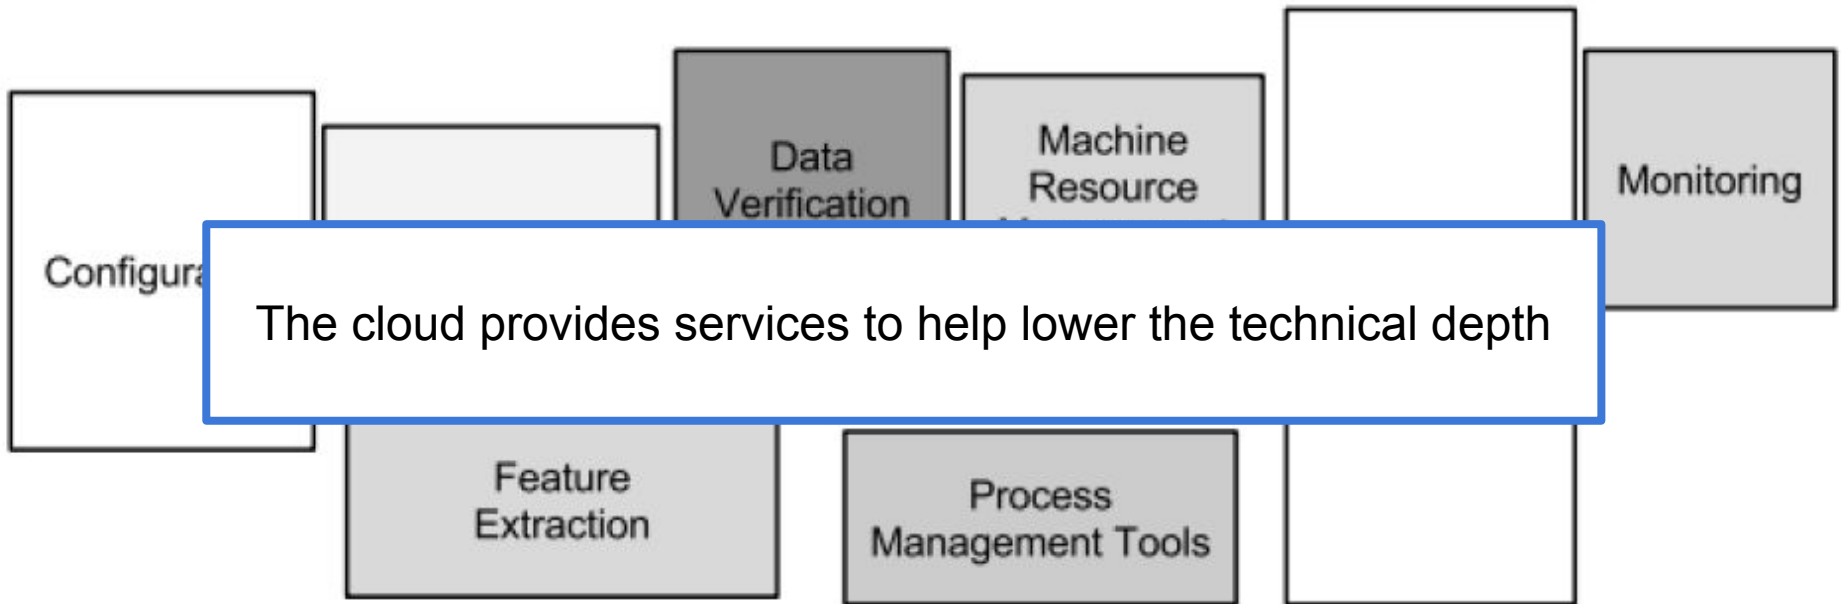 Data
Verification
Machine
Resource
Monitoring
The cloud provides services to help lower the technical depth
Feature
Extraction
Process
Management Tools